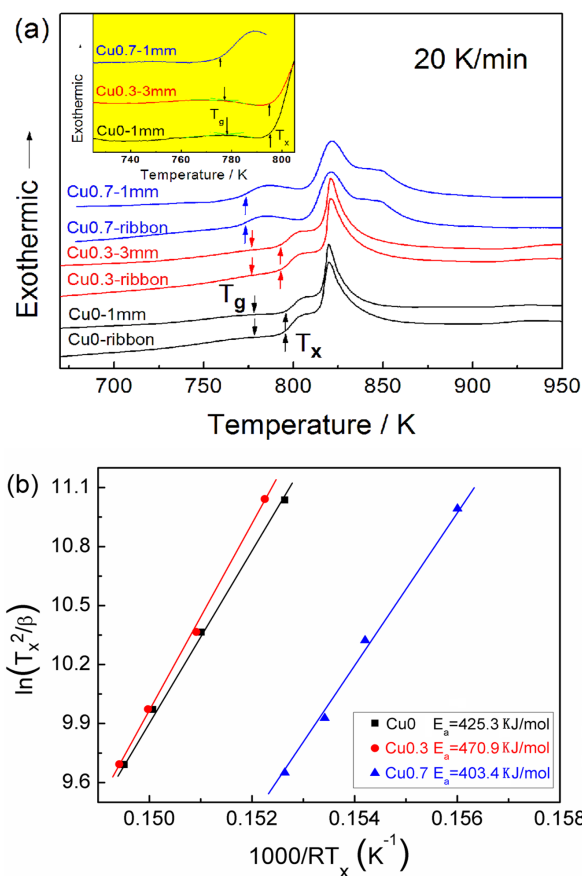 (a)
20 K/min
Exothermic
Cu0.7-1mm
Cu0.3-3mm
Cu0-1mm
Tg
Tx
740 760 780 800
Temperature / K
Exothermic
Cu0.7-1mm
Cu0.7-ribbon
Cu0.3-3mm
Cu0.3-ribbon
Cu0-1mm
Cu0-ribbon
Tg
Tx
700 750 800 850 900 950
Temperature / K
(b)
ln(Tx²/β)
11.1
10.8
10.5
10.2
9.9
9.6
Cu0 Ea=425.3 KJ/mol
Cu0.3 Ea=470.9 KJ/mol
Cu0.7 Ea=403.4 KJ/mol
0.150 0.152 0.154 0.156 0.158
1000/RTx (K⁻¹)